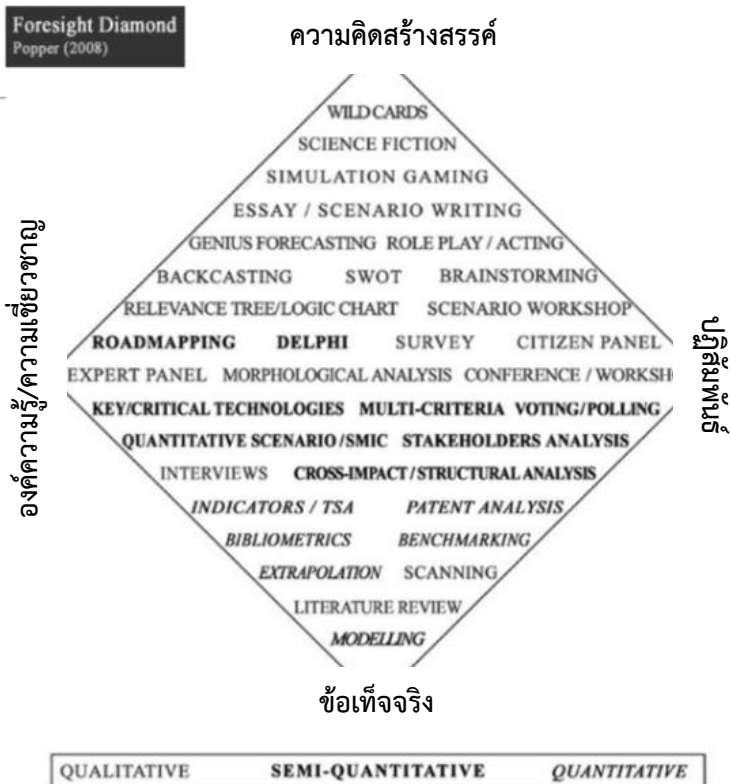 Foresight Diamond
Popper (2008)
ความคิดสร้างสรรค์
WILD CARDS
SCIENCE FICTION
SIMULATION GAMING
ESSAY / SCENARIO WRITING
GENIUS FORECASTING ROLE PLAY / ACTING
BACKCASTING SWOT BRAINSTORMING
RELEVANCE TREE/LOGIC CHART SCENARIO WORKSHOP
ROADMAPPING DELPHI SURVEY CITIZEN PANEL
EXPERT PANEL MORPHOLOGICAL ANALYSIS CONFERENCE / WORKSH
KEY/CRITICAL TECHNOLOGIES MULTI-CRITERIA VOTING/POLLING
QUANTITATIVE SCENARIO/SMIC STAKEHOLDERS ANALYSIS
INTERVIEWS CROSS-IMPACT / STRUCTURAL ANALYSIS
INDICATORS / TSA PATENT ANALYSIS
BIBLIOMETRICS BENCHMARKING
EXTRAPOLATION SCANNING
LITERATURE REVIEW
MODELLING
องค์ความรู้/ความเชี่ยวชาญ
ปฏิสัมพันธ์
ข้อเท็จจริง
QUALITATIVE SEMI-QUANTITATIVE QUANTITATIVE